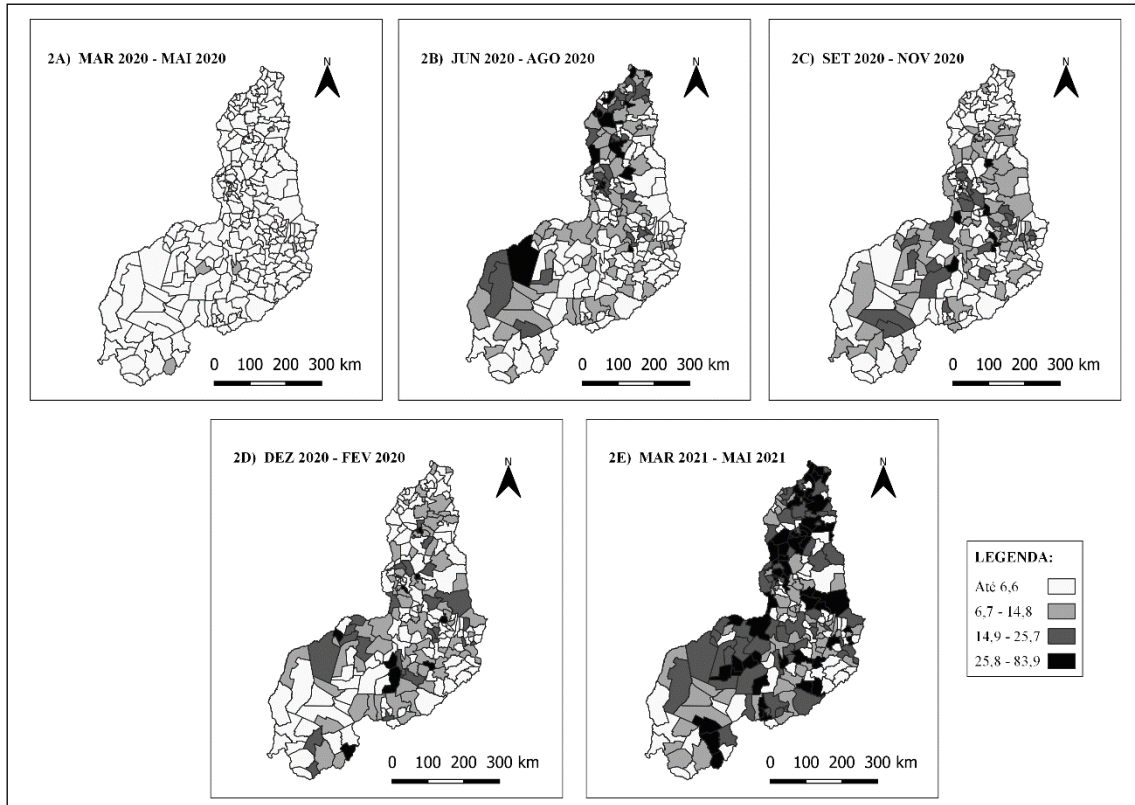 2A) MAR 2020 - MAI 2020
N
0 100 200 300 km
2B) JUN 2020 - AGO 2020
N
0 100 200 300 km
2C) SET 2020 - NOV 2020
N
0 100 200 300 km
2D) DEZ 2020 - FEV 2020
N
0 100 200 300 km
2E) MAR 2021 - MAI 2021
N
0 100 200 300 km
LEGENDA:
Até 6,6
6,7 - 14,8
14,9 - 25,7
25,8 - 83,9